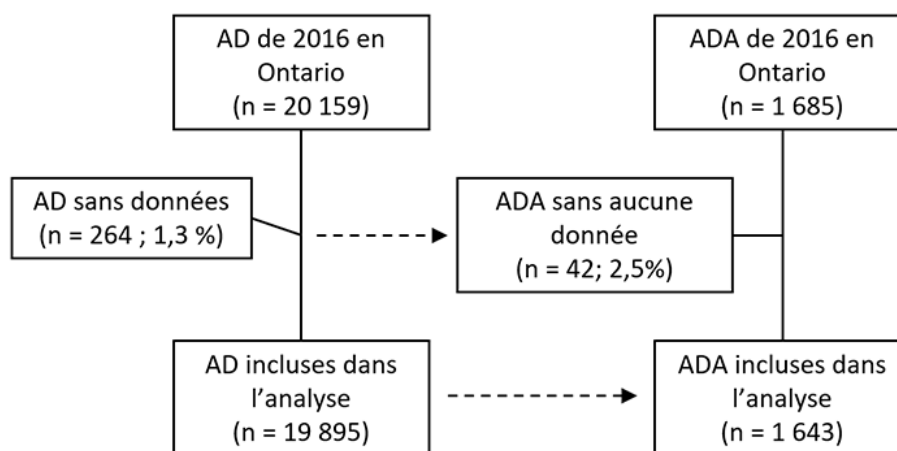 AD de 2016 en
Ontario
(n = 20 159)
ADA de 2016 en
Ontario
(n = 1 685)
AD sans données
(n = 264 ; 1,3 %)
ADA sans aucune
donnée
(n = 42; 2,5%)
AD incluses dans
l’analyse
(n = 19 895)
ADA incluses dans
l’analyse
(n = 1 643)